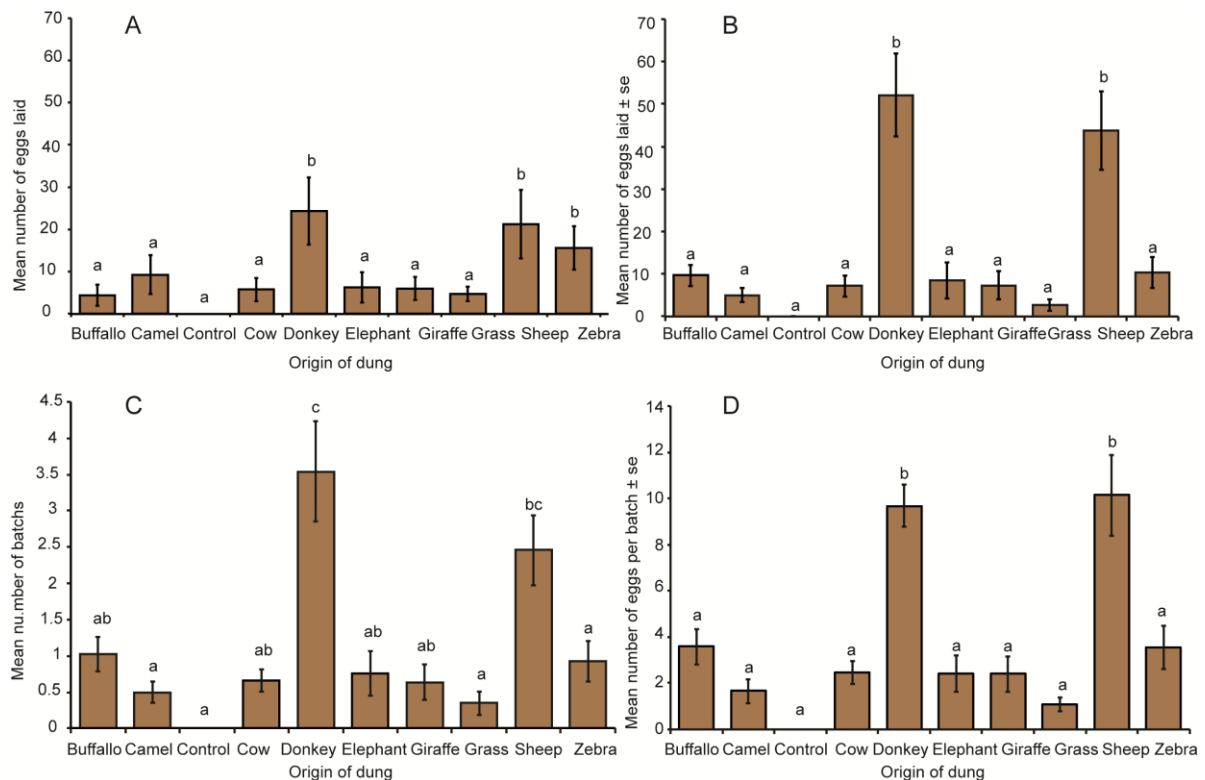 A
Mean number of eggs laid
70
60
50
40
30
20
10
0
a
a
a
a
b
a
a
a
b
b
Buffallo Camel Control Cow Donkey Elephant Giraffe Grass Sheep Zebra
Origin of dung
B
Mean number of eggs laid ± se
70
60
50
40
30
20
10
0
a
a
a
a
b
a
a
a
b
a
Buffallo Camel Control Cow Donkey Elephant Giraffe Grass Sheep Zebra
Origin of dung
C
Mean nu.mber of batchs
4.5
4
3.5
3
2.5
2
1.5
1
0.5
0
ab
a
a
ab
c
ab
ab
a
bc
a
Buffallo Camel Control Cow Donkey Elephant Giraffe Grass Sheep Zebra
Origin of dung
D
Mean number of eggs per batch ± se
14
12
10
8
6
4
2
0
a
a
a
a
b
a
a
a
b
a
Buffallo Camel Control Cow Donkey Elephant Giraffe Grass Sheep Zebra
Origin of dung